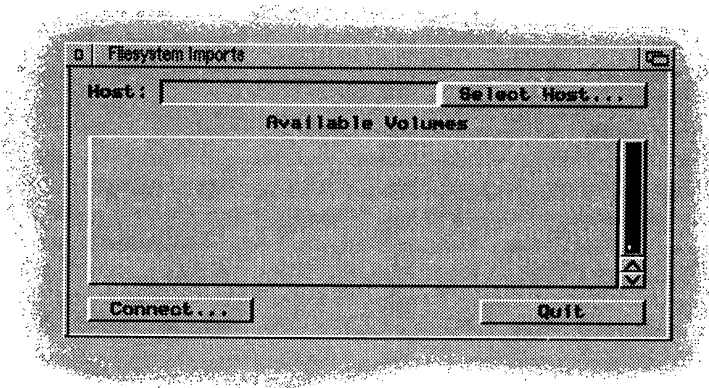 Filesystem Imports
Host: Select Host...
Available Volumes
Connect... Quit